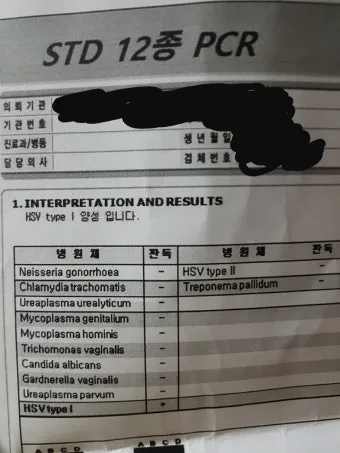 STD 12종 PCR
의뢰기관
기관번호
진료과/병동 생년월일
담당의사 검체번호
1. INTERPRETATION AND RESULTS
HSV type I 양성 입니다.
병원체 판독 병원체 판독
Neisseria gonorrhoea - HSV type II -
Chlamydia trachomatis - Treponema pallidum -
Ureaplasma urealyticum -
Mycoplasma genitalium -
Mycoplasma hominis -
Trichomonas vaginalis -
Candida albicans -
Gardnerella vaginalis -
Ureaplasma parvum -
HSV type I +
A B C D A B C D